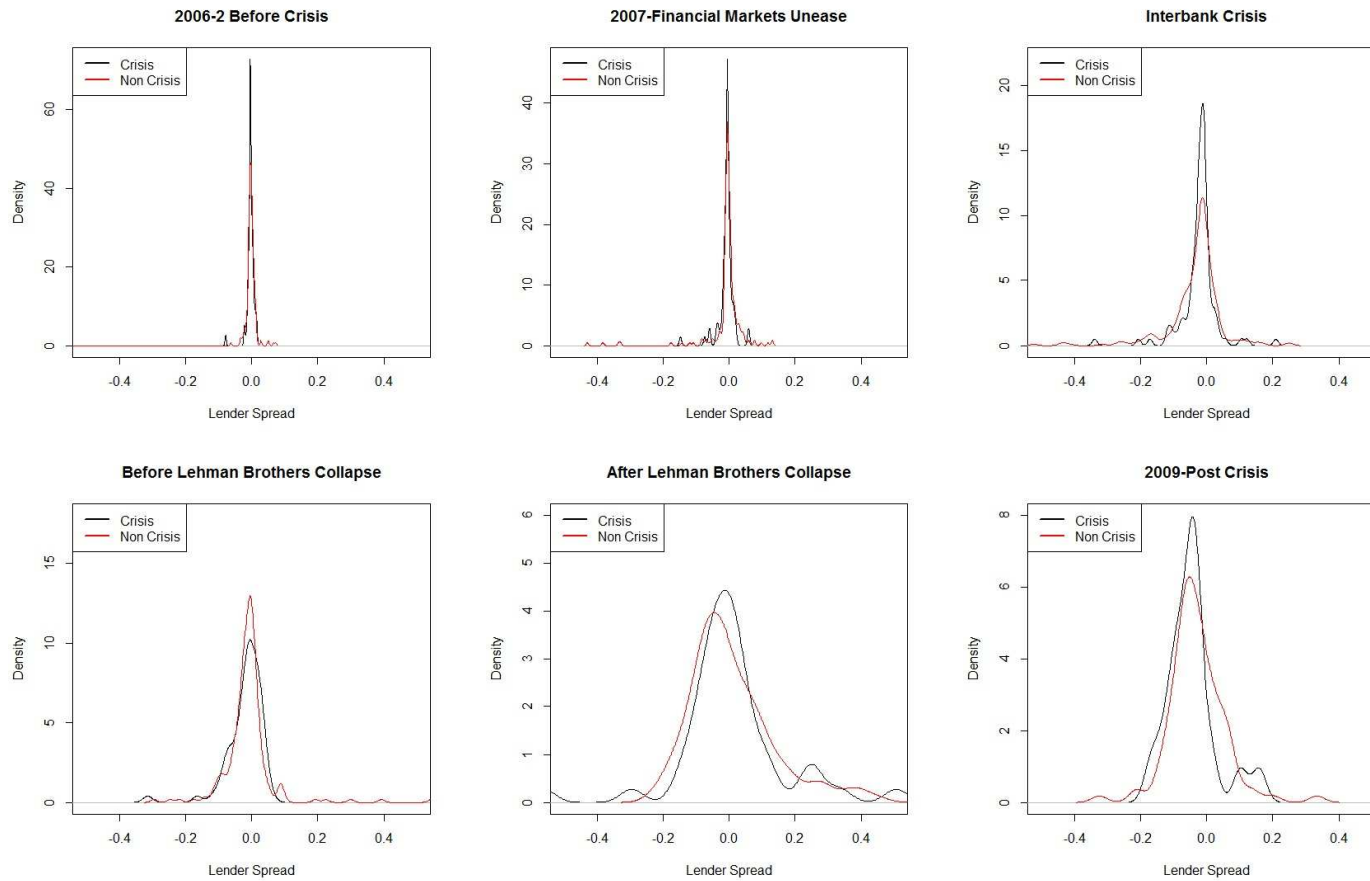 2006-2 Before Crisis
Crisis
Non Crisis
Density
0
20
40
60
-0.4 -0.2 0.0 0.2 0.4
Lender Spread
2007-Financial Markets Unease
Crisis
Non Crisis
Density
0
10
20
30
40
-0.4 -0.2 0.0 0.2 0.4
Lender Spread
Interbank Crisis
Crisis
Non Crisis
Density
0
5
10
15
20
-0.4 -0.2 0.0 0.2 0.4
Lender Spread
Before Lehman Brothers Collapse
Crisis
Non Crisis
Density
0
5
10
15
-0.4 -0.2 0.0 0.2 0.4
Lender Spread
After Lehman Brothers Collapse
Crisis
Non Crisis
Density
0
1
2
3
4
5
6
-0.4 -0.2 0.0 0.2 0.4
Lender Spread
2009-Post Crisis
Crisis
Non Crisis
Density
0
2
4
6
8
-0.4 -0.2 0.0 0.2 0.4
Lender Spread